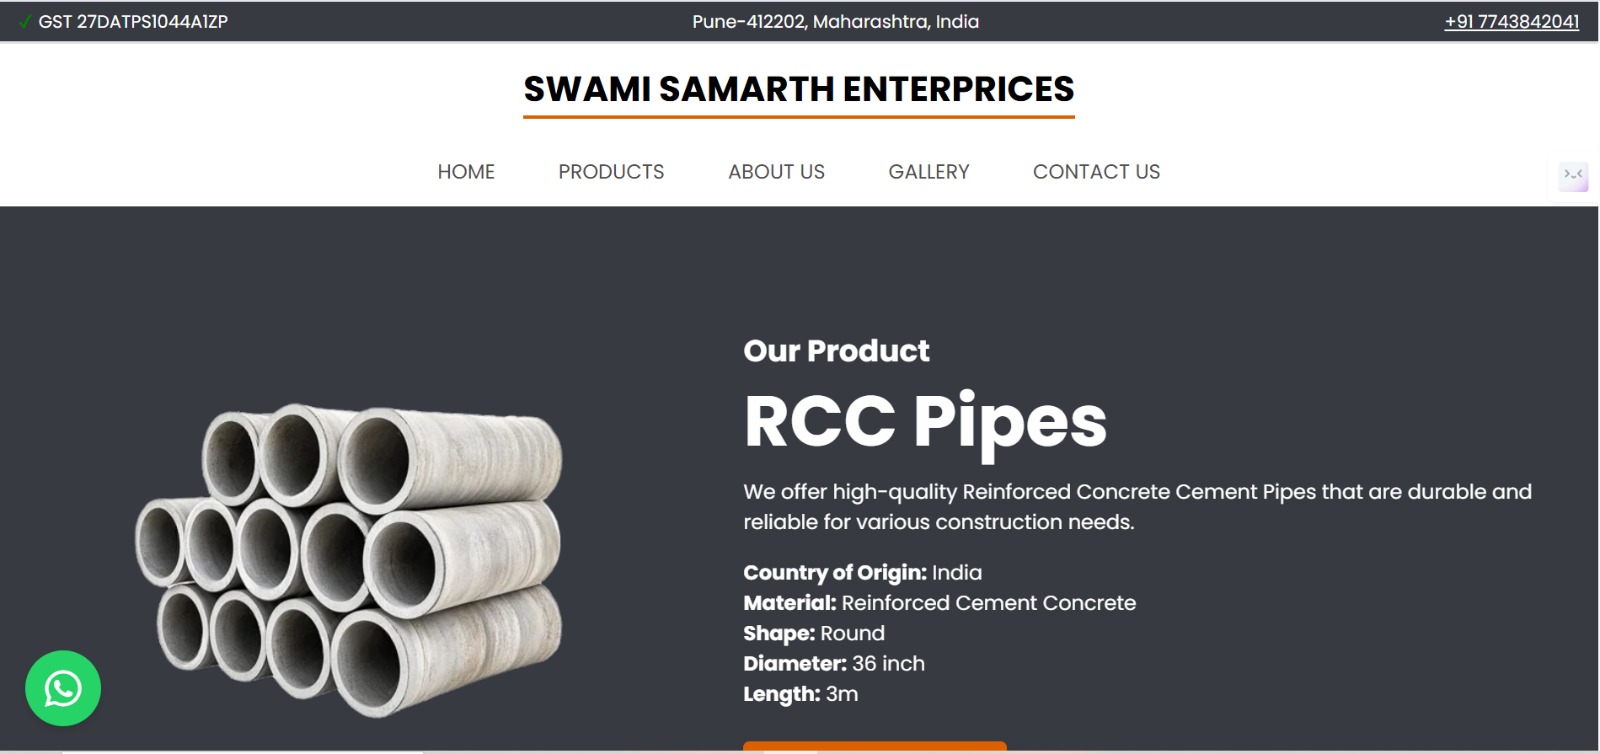 ✓ GST 27DATPS1044A1ZP
Pune-412202, Maharashtra, India
+91 7743842041
SWAMI SAMARTH ENTERPRICES
HOME
PRODUCTS
ABOUT US
GALLERY
CONTACT US
Our Product
RCC Pipes
We offer high-quality Reinforced Concrete Cement Pipes that are durable and
reliable for various construction needs.
Country of Origin: India
Material: Reinforced Cement Concrete
Shape: Round
Diameter: 36 inch
Length: 3m